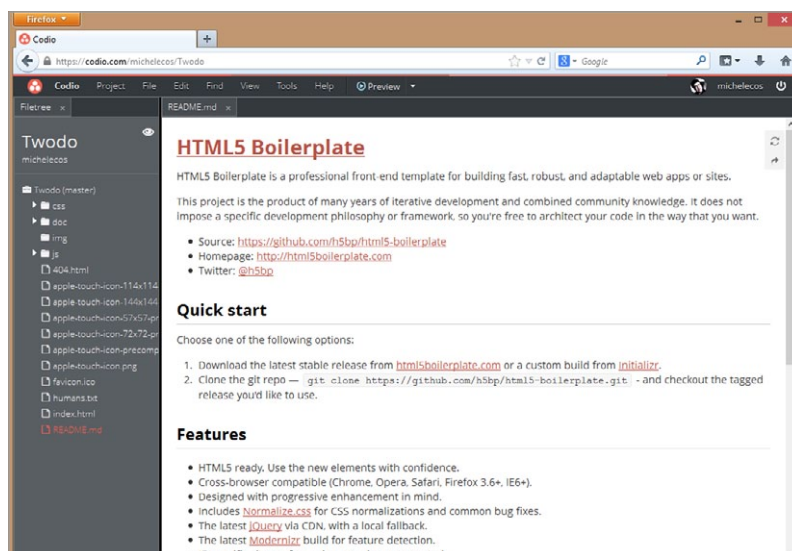 Firefox
Codio
https://codio.com/michelecos/Twodo
Google
Codio Project File Edit Find View Tools Help Preview
michelecos
Filetree x
README.md x
Twodo
michelecos
Twodo (master)
css
doc
img
js
404.html
apple-touch-icon-114x114
apple-touch-icon-144x144
apple-touch-icon-57x57-pr
apple-touch-icon-72x72-pr
apple-touch-icon-precomp
apple-touch-icon.png
favicon.ico
humans.txt
index.html
README.md
HTML5 Boilerplate
HTML5 Boilerplate is a professional front-end template for building fast, robust, and adaptable web apps or sites.
This project is the product of many years of iterative development and combined community knowledge. It does not
impose a specific development philosophy or framework, so you're free to architect your code in the way that you want.
• Source: https://github.com/h5bp/html5-boilerplate
• Homepage: http://html5boilerplate.com
• Twitter: @h5bp
Quick start
Choose one of the following options:
1. Download the latest stable release from html5boilerplate.com or a custom build from Initializr.
2. Clone the git repo — git clone https://github.com/h5bp/html5-boilerplate.git - and checkout the tagged
release you'd like to use.
Features
• HTML5 ready. Use the new elements with confidence.
• Cross-browser compatible (Chrome, Opera, Safari, Firefox 3.6+, IE6+).
• Designed with progressive enhancement in mind.
• Includes Normalize.css for CSS normalizations and common bug fixes.
• The latest jQuery via CDN, with a local fallback.
• The latest Modernizr build for feature detection.